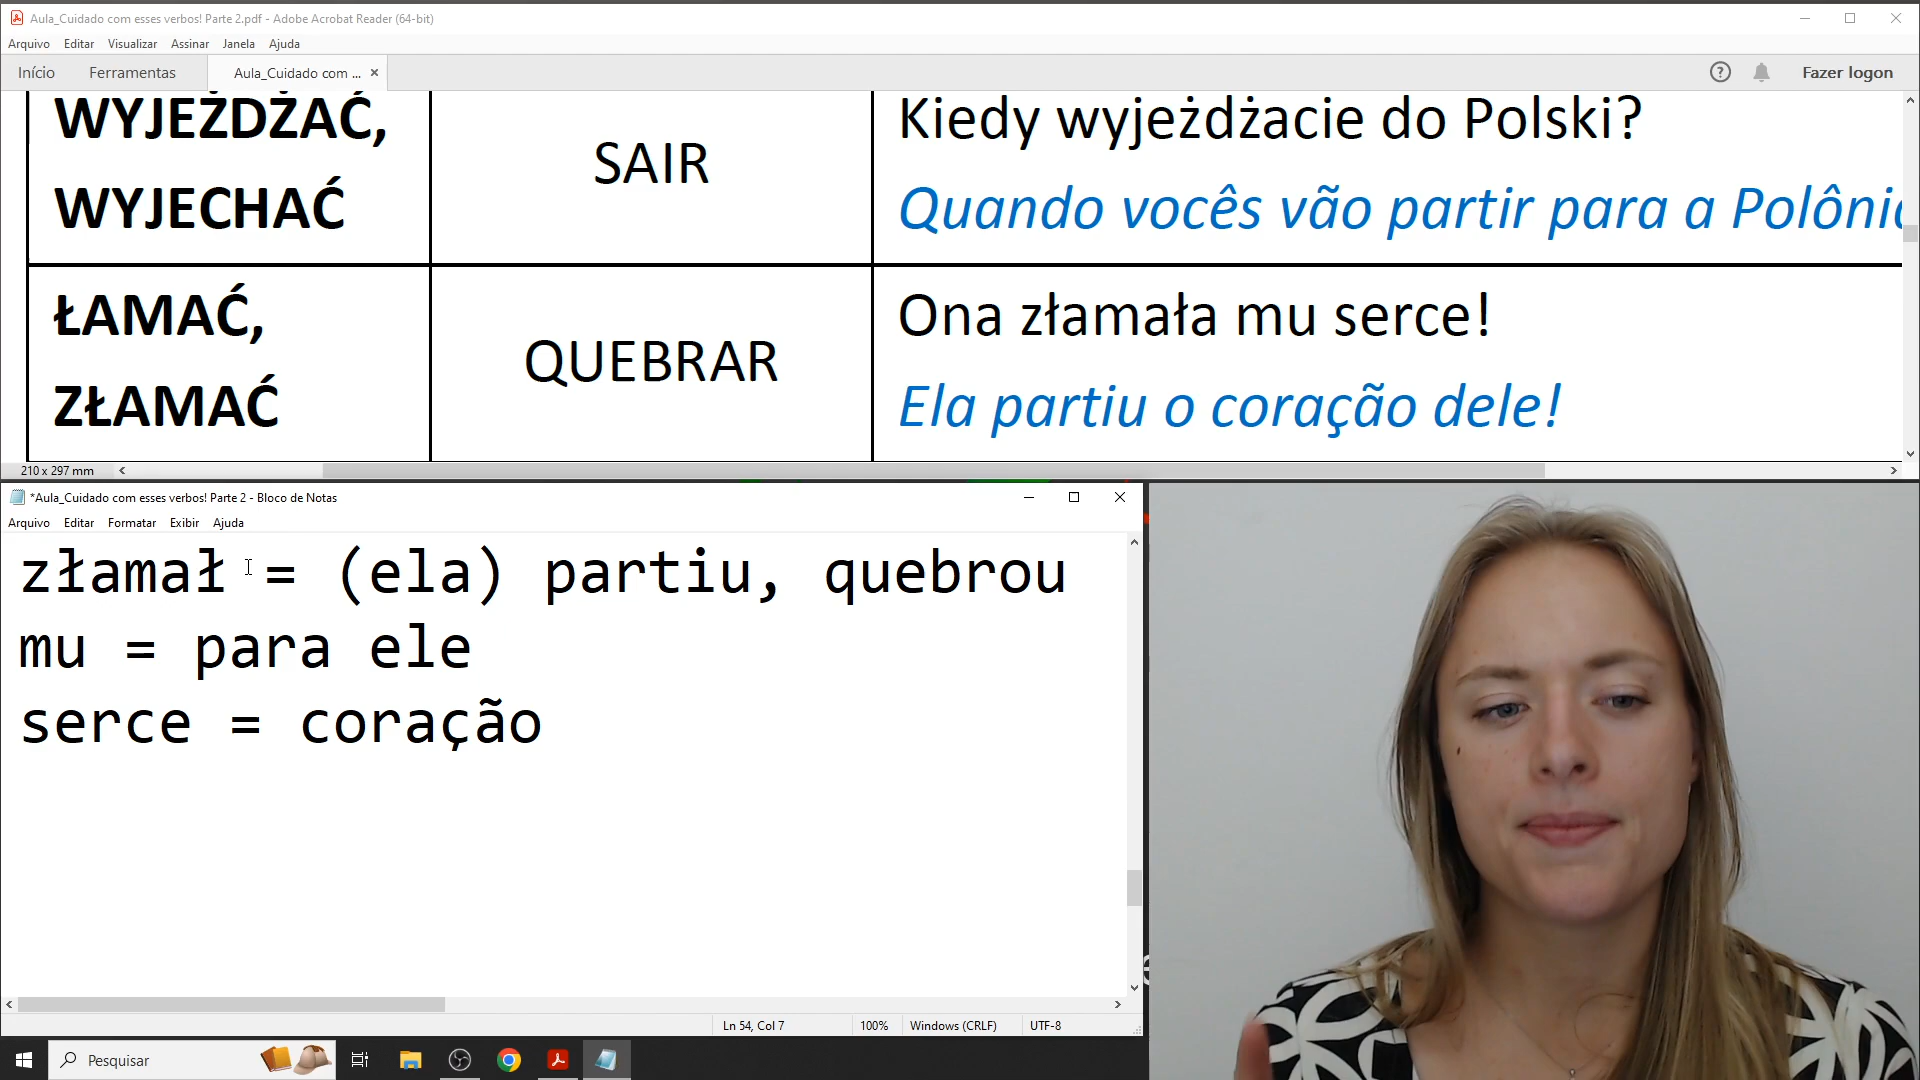 Aula_Cuidado com esses verbos! Parte 2.pdf - Adobe Acrobat Reader (64-bit)
Arquivo Editar Visualizar Assinar Janela Ajuda
Início Ferramentas Aula_Cuidado com ... × Fazer logon
WYJEŻDŻAĆ,
WYJECHAĆ
SAIR
Kiedy wyjeżdżacie do Polski?
Quando vocês vão partir para a Polôni
ŁAMAĆ,
ZŁAMAĆ
QUEBRAR
Ona złamała mu serce!
Ela partiu o coração dele!
210 x 297 mm
*Aula_Cuidado com esses verbos! Parte 2 - Bloco de Notas
Arquivo Editar Formatar Exibir Ajuda
złamał = (ela) partiu, quebrou
mu = para ele
serce = coração
Ln 54, Col 7 100% Windows (CRLF) UTF-8
Pesquisar